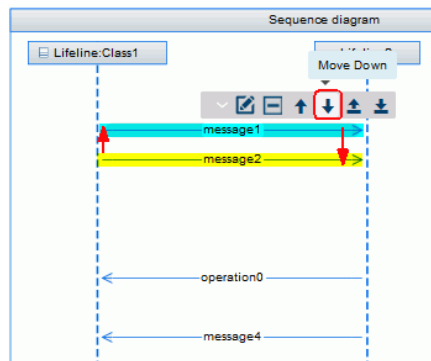 Sequence diagram
Lifeline:Class1
Move Down
message1
message2
operation0
message4